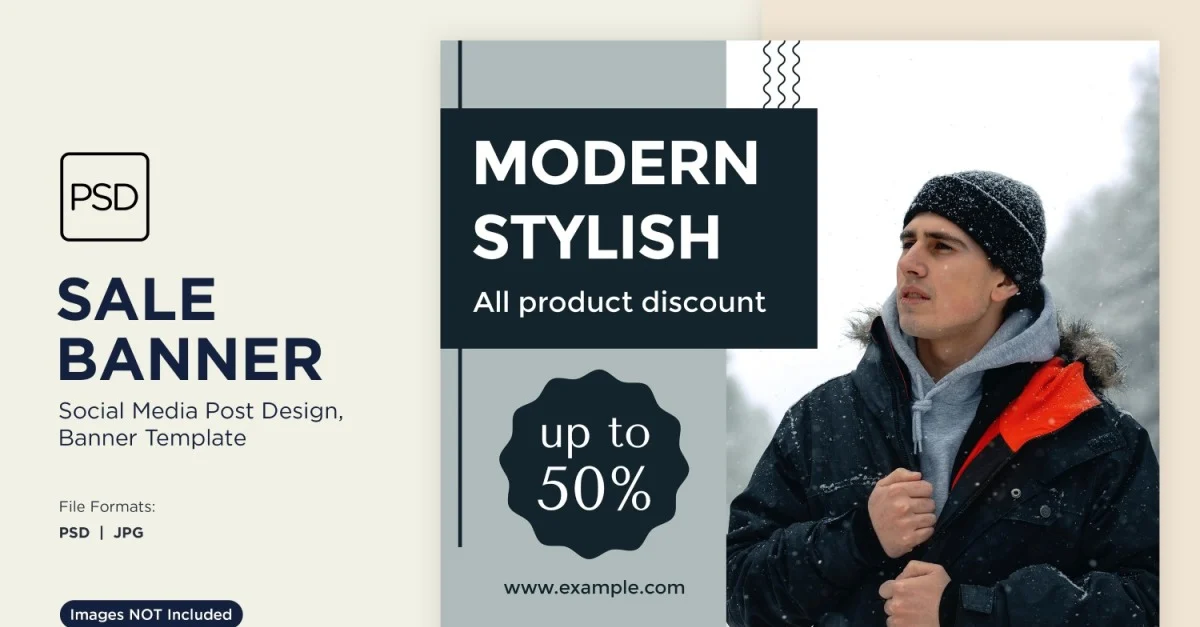 PSD
SALE
BANNER
Social Media Post Design,
Banner Template
File Formats:
PSD | JPG
Images NOT Included
MODERN
STYLISH
All product discount
up to
50%
www.example.com